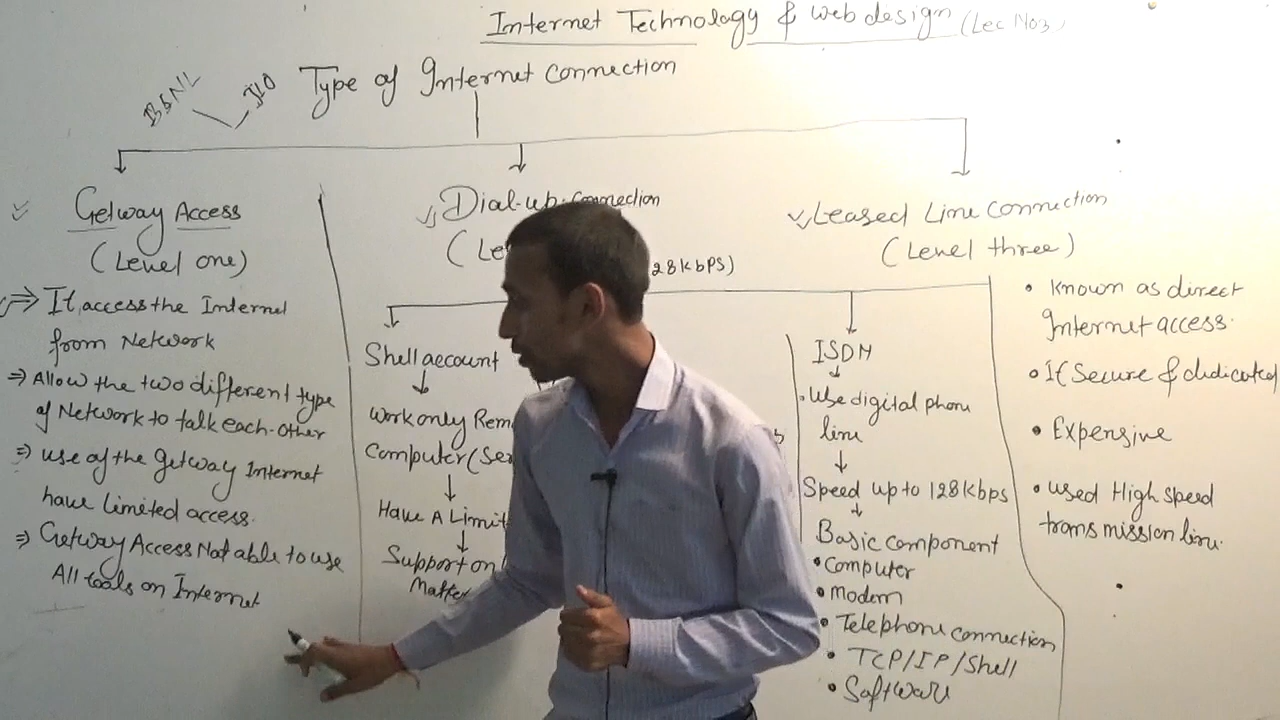 Internet Technology & web design (Lec No3)
Type of Internet Connection
BSNL
JIO
Getway Access
(Level one)
⇒ It access the Internet
from Network
⇒ Allow the two different type
of Network to talk each-other
⇒ use of the getway Internet
have limited access.
⇒ Getway Access Not able to use
All tools on Internet
Dial-up Connection
(Le
28kbPS)
Shell account
↓
Work only Rem
Computer (Ser
↓
Have A Limit
↓
Support on
Matter
ISDN
↓
• Use digital phone
line
↓
Speed up to 128kbps
↓
Basic component
• Computer
• Modem
• Telephone connection
• TCP/IP/Shell
• Software
Leased Line Connection
(Level three)
• Known as direct
Internet access.
• It Secure & didicated
• Expensive
• used High speed
transmission line.